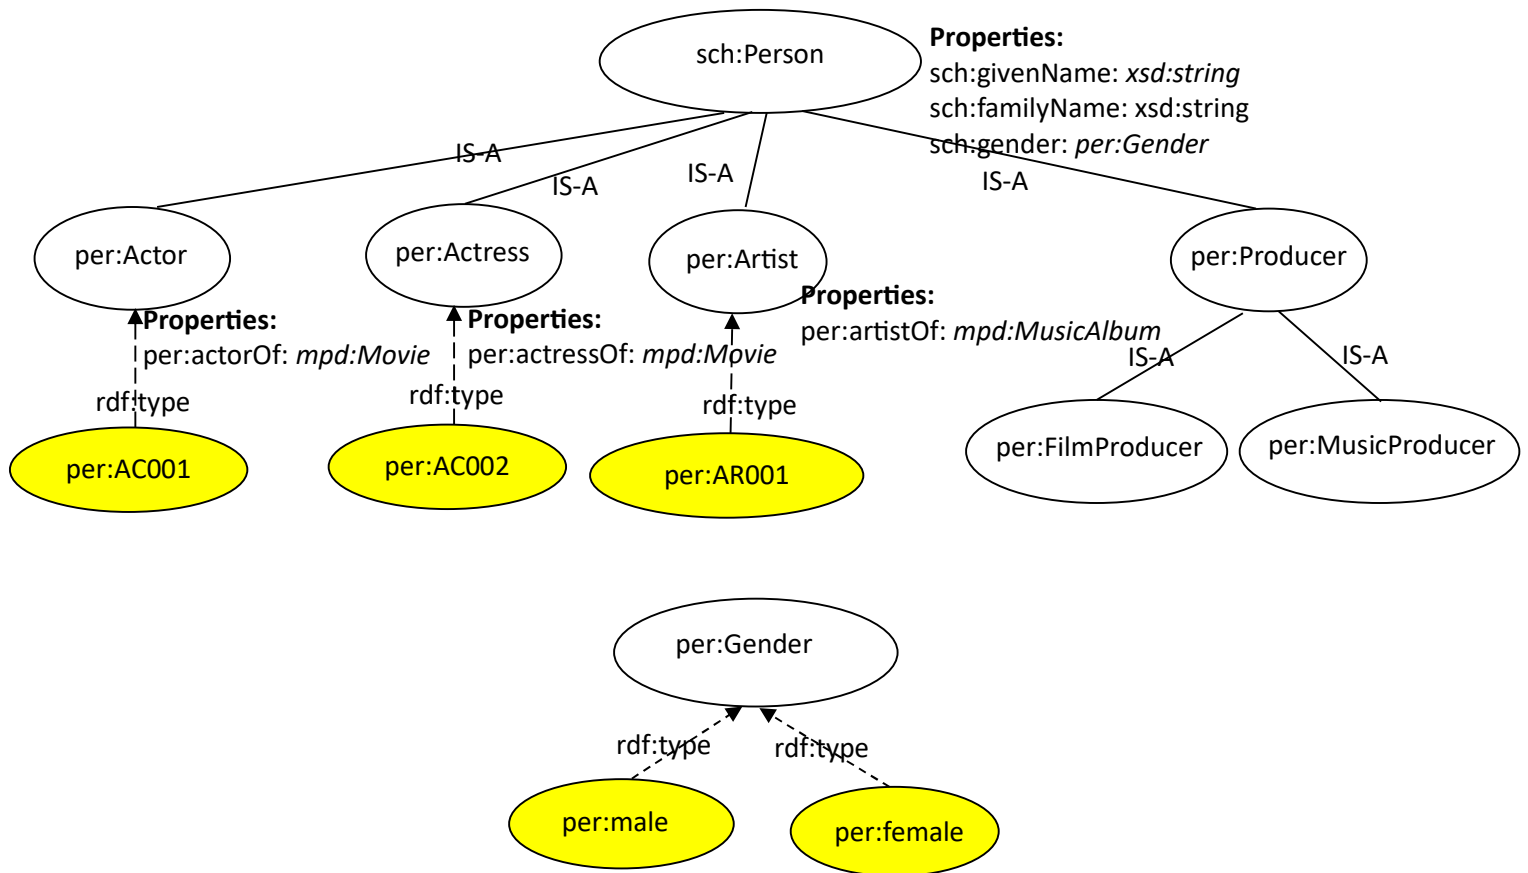 sch:Person
Properties:
sch:givenName: xsd:string
sch:familyName: xsd:string
sch:gender: per:Gender
IS-A
IS-A
IS-A
IS-A
per:Actor
per:Actress
per:Artist
per:Producer
Properties:
per:actorOf: mpd:Movie
Properties:
per:actressOf: mpd:Movie
Properties:
per:artistOf: mpd:MusicAlbum
IS-A
IS-A
rdf:type
rdf:type
rdf:type
per:AC001
per:AC002
per:AR001
per:FilmProducer
per:MusicProducer
per:Gender
rdf:type
rdf:type
per:male
per:female